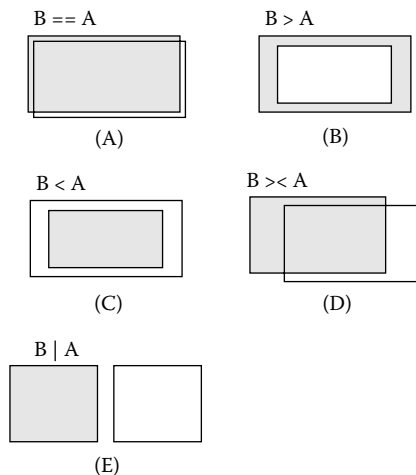 B == A
B > A
(A)
(B)
B < A
B >< A
(C)
(D)
B | A
(E)